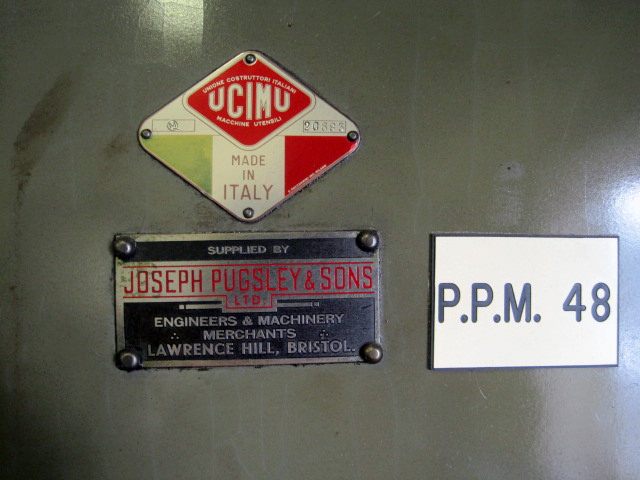 UNIONE COSTRUTTORI ITALIANI
UCIMU
MACCHINE UTENSILI
MADE
IN
ITALY
SUPPLIED BY
JOSEPH PUGSLEY & SONS
LTD.
ENGINEERS & MACHINERY
MERCHANTS
LAWRENCE HILL, BRISTOL.
P.P.M. 48